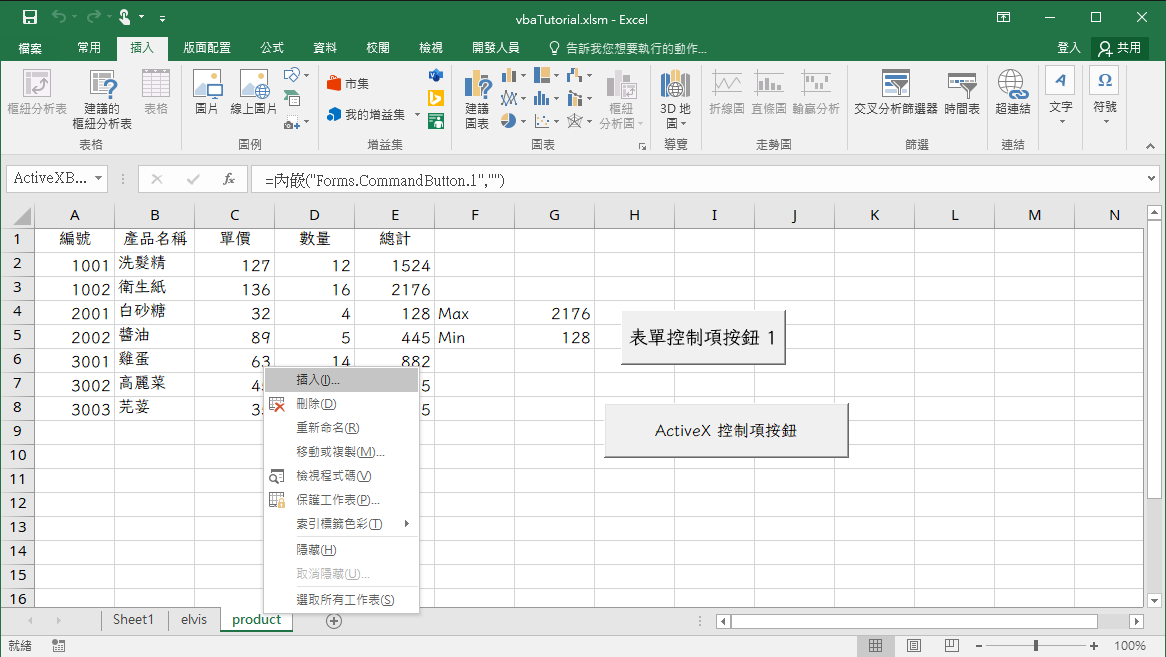 vbaTutorial.xlsm - Excel
檔案 常用 插入 版面配置 公式 資料 校閱 檢視 開發人員 告訴我您想要執行的動作... 登入 共用
樞紐分析表 建議的 樞紐分析表 表格 圖片 線上圖片 市集 我的增益集 建議 圖表 樞紐 分析圖 3D 地 圖 折線圖 直條圖 輸贏分析 交叉分析篩選器 時間表 超連結 文字 符號
表格 圖例 增益集 圖表 導覽 走勢圖 篩選 連結
ActiveXB... fx =內嵌("Forms.CommandButton.1","")
A B C D E F G H I J K L M N
1 編號 產品名稱 單價 數量 總計
2 1001 洗髮精 127 12 1524
3 1002 衛生紙 136 16 2176
4 2001 白砂糖 32 4 128 Max 2176
5 2002 醬油 89 5 445 Min 128
表單控制項按鈕 1
6 3001 雞蛋 63 14 882
7 3002 高麗菜 4 5
8 3003 芫荽 3 5
ActiveX 控制項按鈕
9
10
11
12
13
14
15
16
插入(I)...
刪除(D)
重新命名(R)
移動或複製(M)...
檢視程式碼(V)
保護工作表(P)...
索引標籤色彩(T)
隱藏(H)
取消隱藏(U)...
選取所有工作表(S)
Sheet1 elvis product
就緒 100%